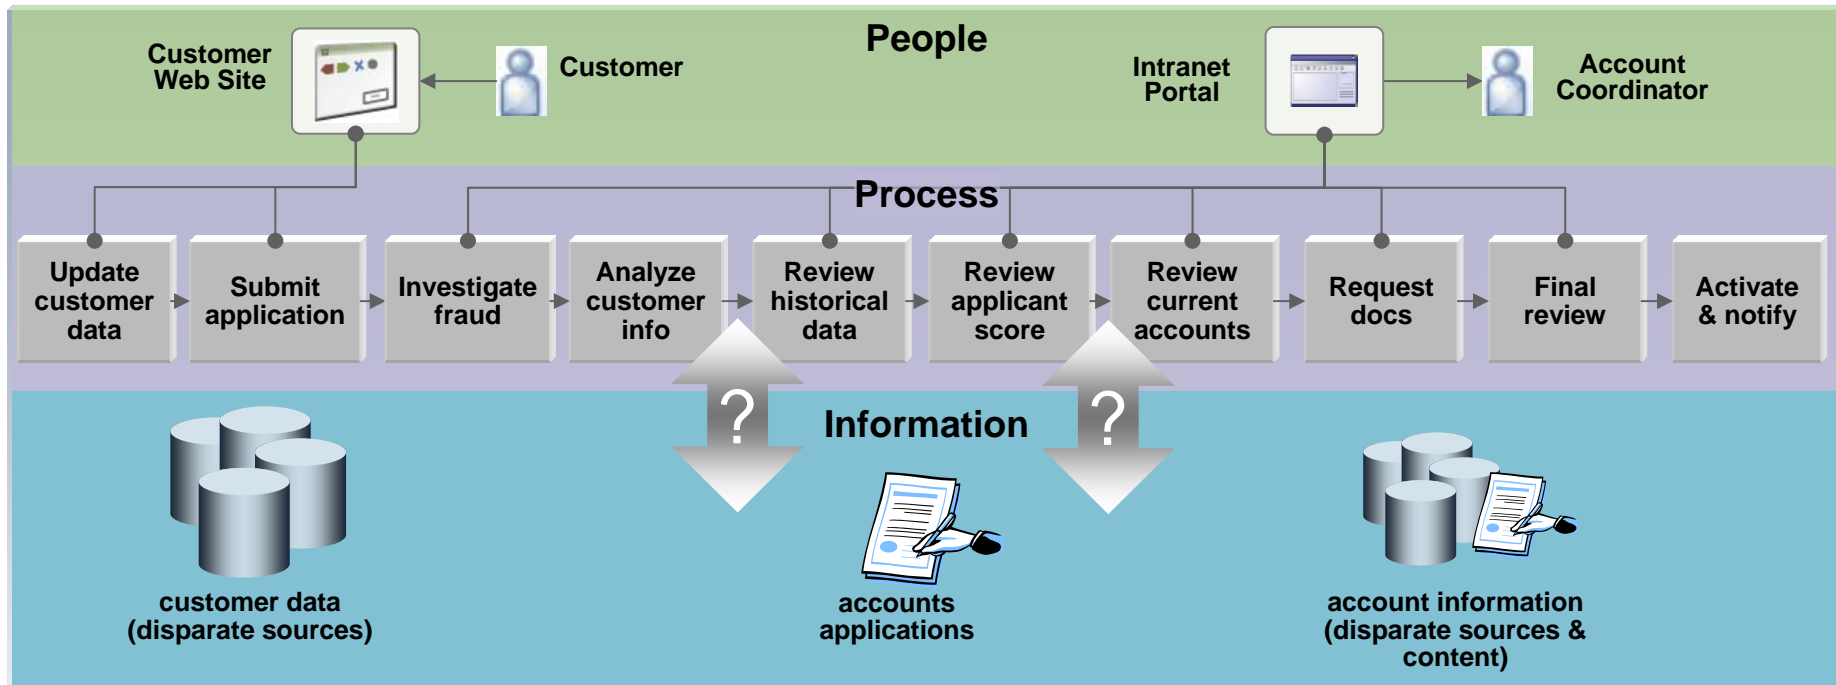 People
Customer
Web Site
Customer
Intranet
Portal
Account
Coordinator
Process
Update
customer
data
Submit
application
Investigate
fraud
Analyze
customer
info
Review
historical
data
Review
applicant
score
Review
current
accounts
Request
docs
Final
review
Activate
& notify
?
?
Information
customer data
(disparate sources)
accounts
applications
account information
(disparate sources &
content)